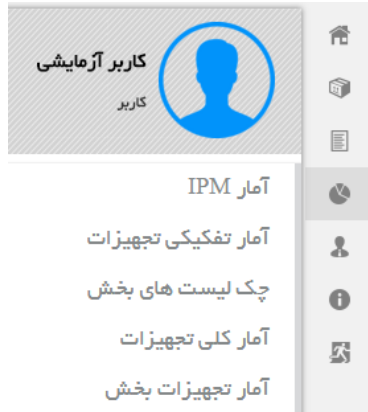 کاربر آزمایشی
کاربر
آمار IPM
آمار تفکیکی تجهیزات
چک لیست های بخش
آمار کلی تجهیزات
آمار تجهیزات بخش